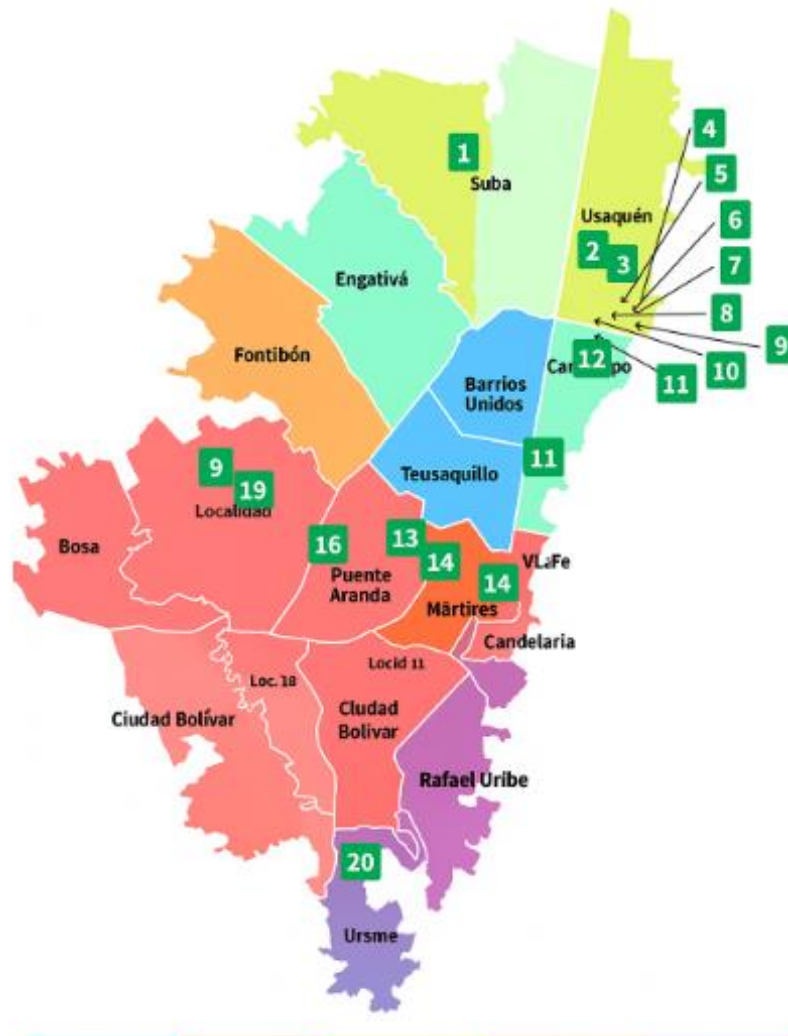 4
1
5
Suba
6
Usaquén
2
3
7
Engativá
8
9
Fontibón
12
10
11
Barrios
Unidos
11
Teusaquillo
9
19
Localidad
16
13
Bosa
14
VLaFe
Puente
Aranda
14
Märtires
Candelaria
Locid 11
Loc. 18
Ciudad Bolívar
Cludad
Bolivar
Rafael Uribe
20
Ursme